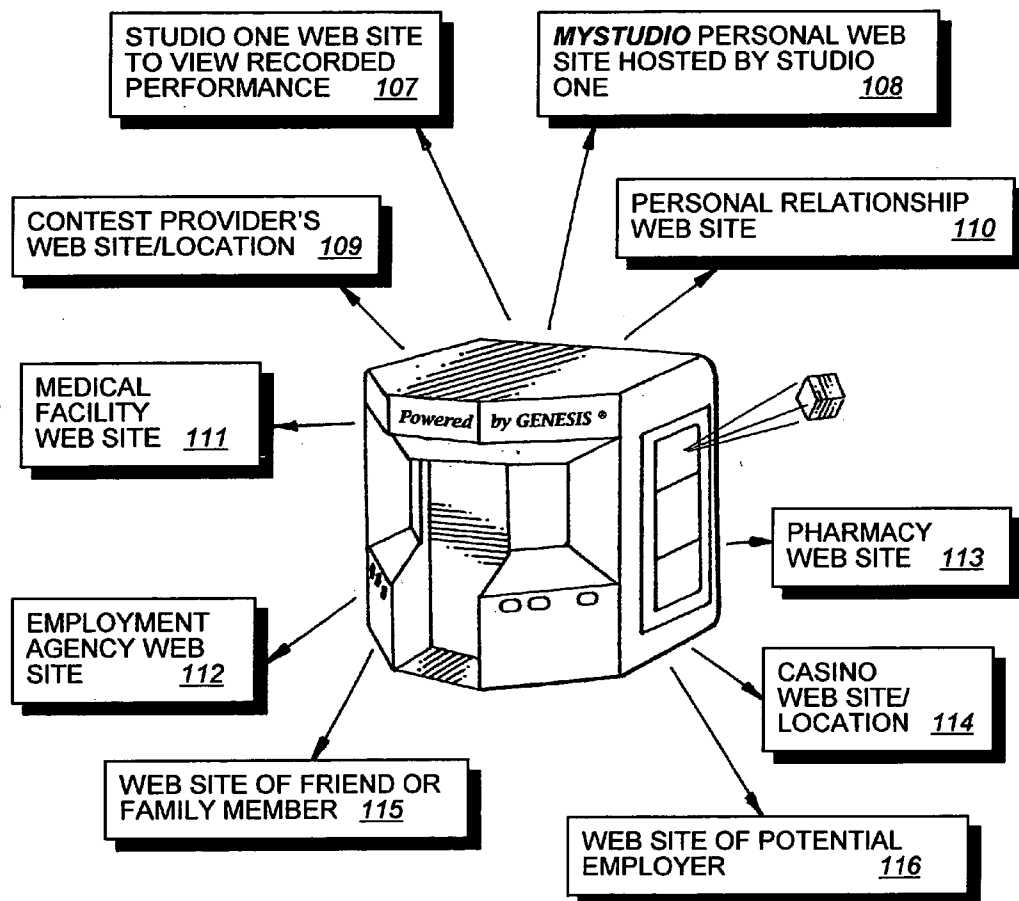 STUDIO ONE WEB SITE
TO VIEW RECORDED
PERFORMANCE 107
MYSTUDIO PERSONAL WEB
SITE HOSTED BY STUDIO
ONE 108
CONTEST PROVIDER'S
WEB SITE/LOCATION 109
PERSONAL RELATIONSHIP
WEB SITE 110
MEDICAL
FACILITY
WEB SITE 111
Powered by GENESIS ®
PHARMACY
WEB SITE 113
EMPLOYMENT
AGENCY WEB
SITE 112
CASINO
WEB SITE/
LOCATION 114
WEB SITE OF FRIEND OR
FAMILY MEMBER 115
WEB SITE OF POTENTIAL
EMPLOYER 116